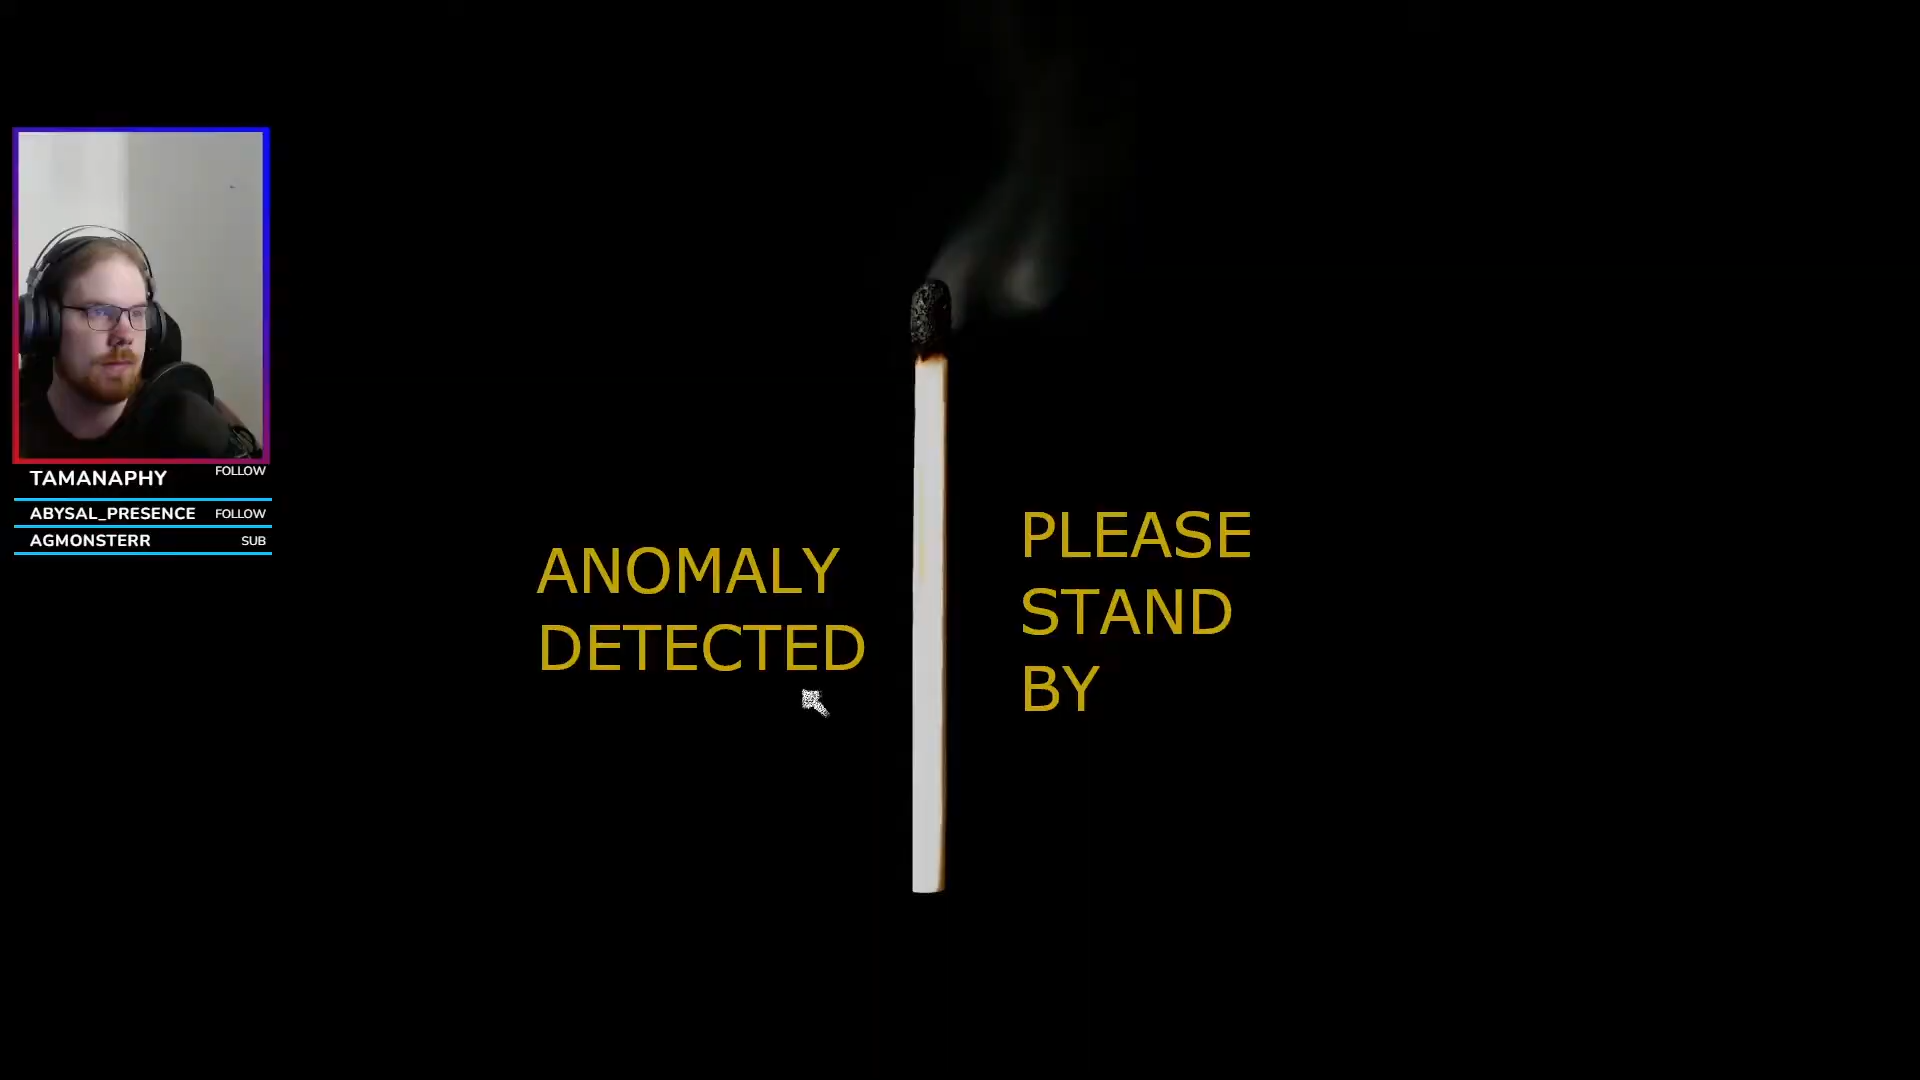 TAMANAPHY FOLLOW
ABYSAL_PRESENCE FOLLOW
AGMONSTERR SUB
ANOMALY
DETECTED
PLEASE
STAND
BY